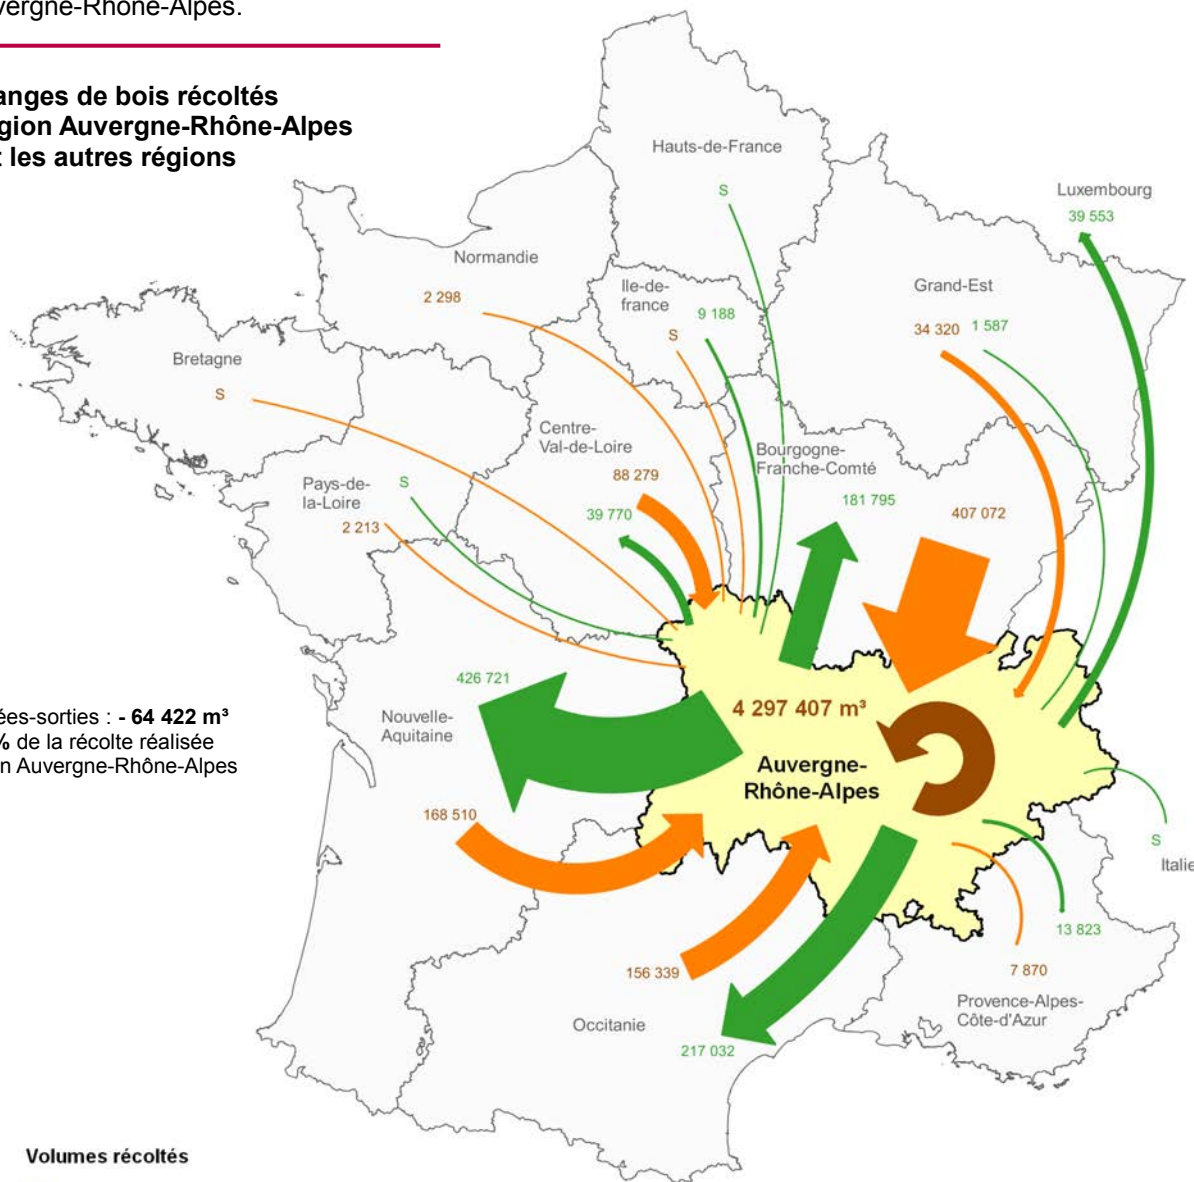 vergne-Rhône-Alpes.
anges de bois récoltés
gion Auvergne-Rhône-Alpes
t les autres régions
Hauts-de-France
S
Luxembourg
39 553
Normandie
2 298
Ile-de-
france
S
9 188
Grand-Est
34 320
1 587
Bretagne
S
Centre-
Val-de-Loire
88 279
39 770
Bourgogne-
Franche-Comté
181 795
407 072
Pays-de-
la-Loire
S
2 213
426 721
Nouvelle-
Aquitaine
168 510
ées-sorties : - 64 422 m³
% de la récolte réalisée
n Auvergne-Rhône-Alpes
4 297 407 m³
Auvergne-
Rhône-Alpes
S
Italie
13 823
7 870
Provence-Alpes-
Côte-d'Azur
156 339
Occitanie
217 032
Volumes récoltés